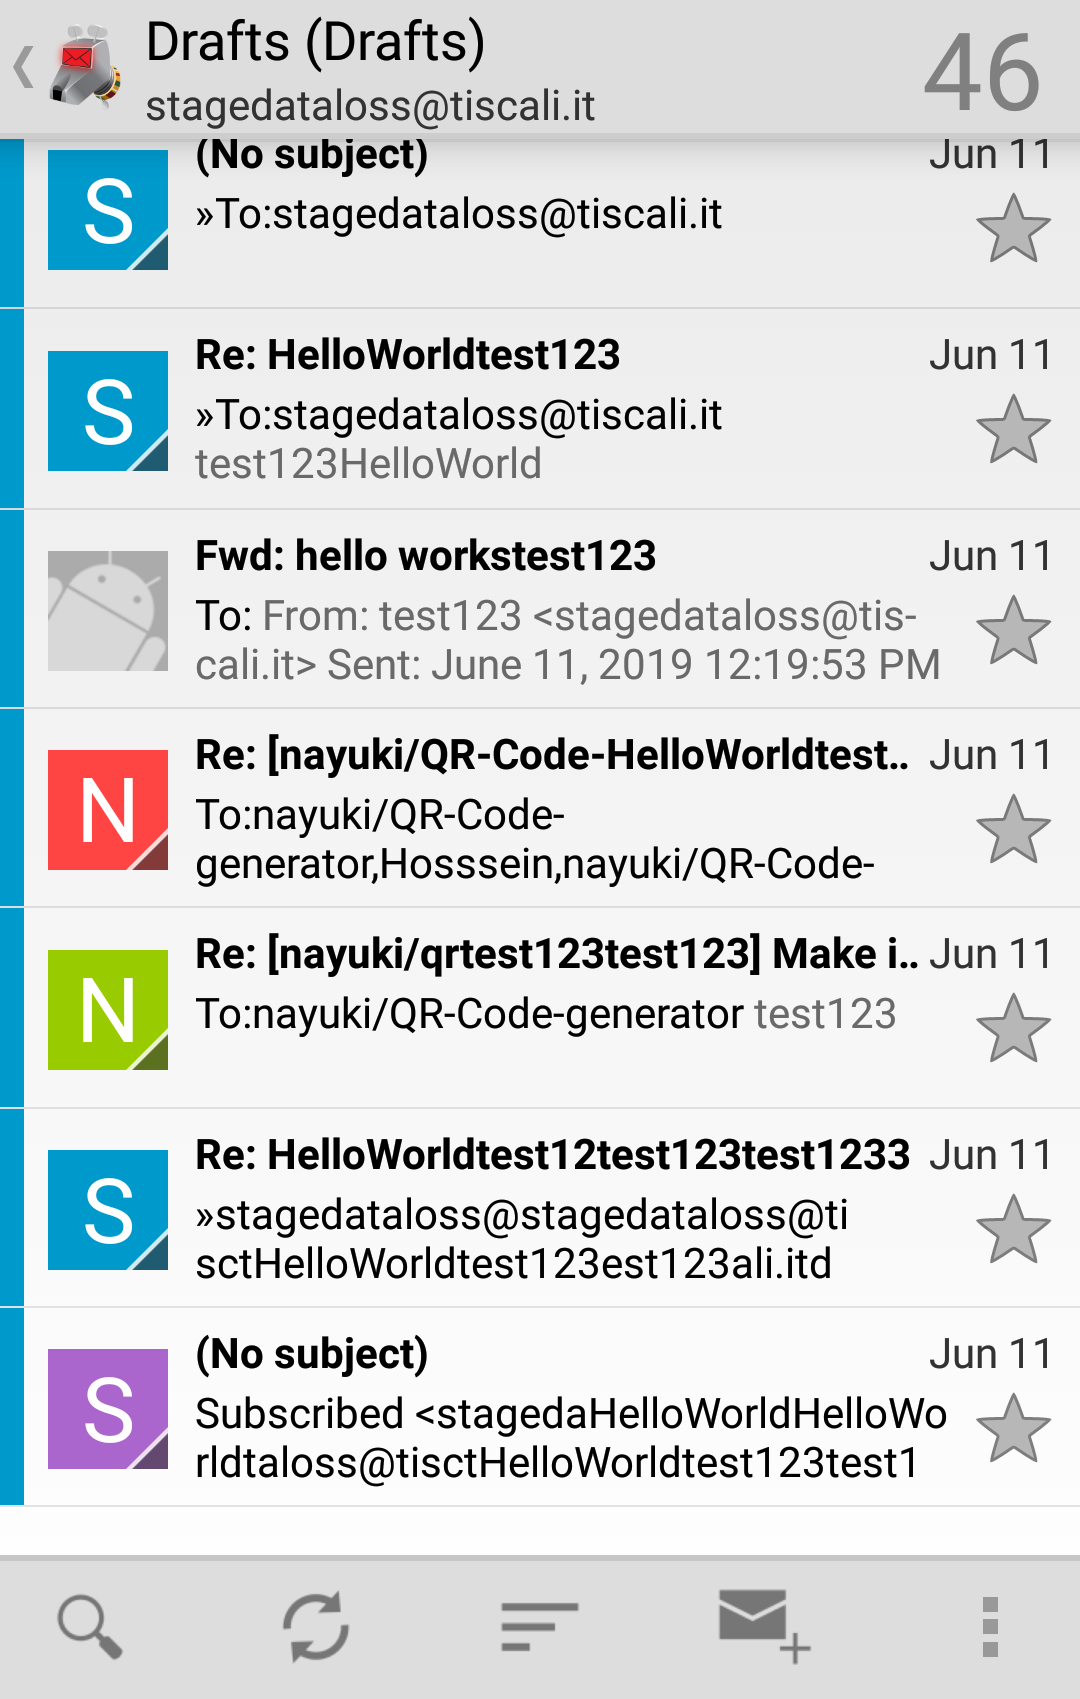 Drafts (Drafts)
46
stagedataloss@tiscali.it
S
(No subject)
Jun 11
»To:stagedataloss@tiscali.it
S
Re: HelloWorldtest123
Jun 11
»To:stagedataloss@tiscali.it
test123HelloWorld
Fwd: hello workstest123
Jun 11
To: From: test123 <stagedataloss@tis-
cali.it> Sent: June 11, 2019 12:19:53 PM
N
Re: [nayuki/QR-Code-HelloWorldtest..
Jun 11
To:nayuki/QR-Code-
generator,Hosssein,nayuki/QR-Code-
N
Re: [nayuki/qrtest123test123] Make i..
Jun 11
To:nayuki/QR-Code-generator test123
S
Re: HelloWorldtest12test123test1233
Jun 11
»stagedataloss@stagedataloss@ti
sctHelloWorldtest123est123ali.itd
S
(No subject)
Jun 11
Subscribed <stagedaHelloWorldHelloWo
rldtaloss@tisctHelloWorldtest123test1